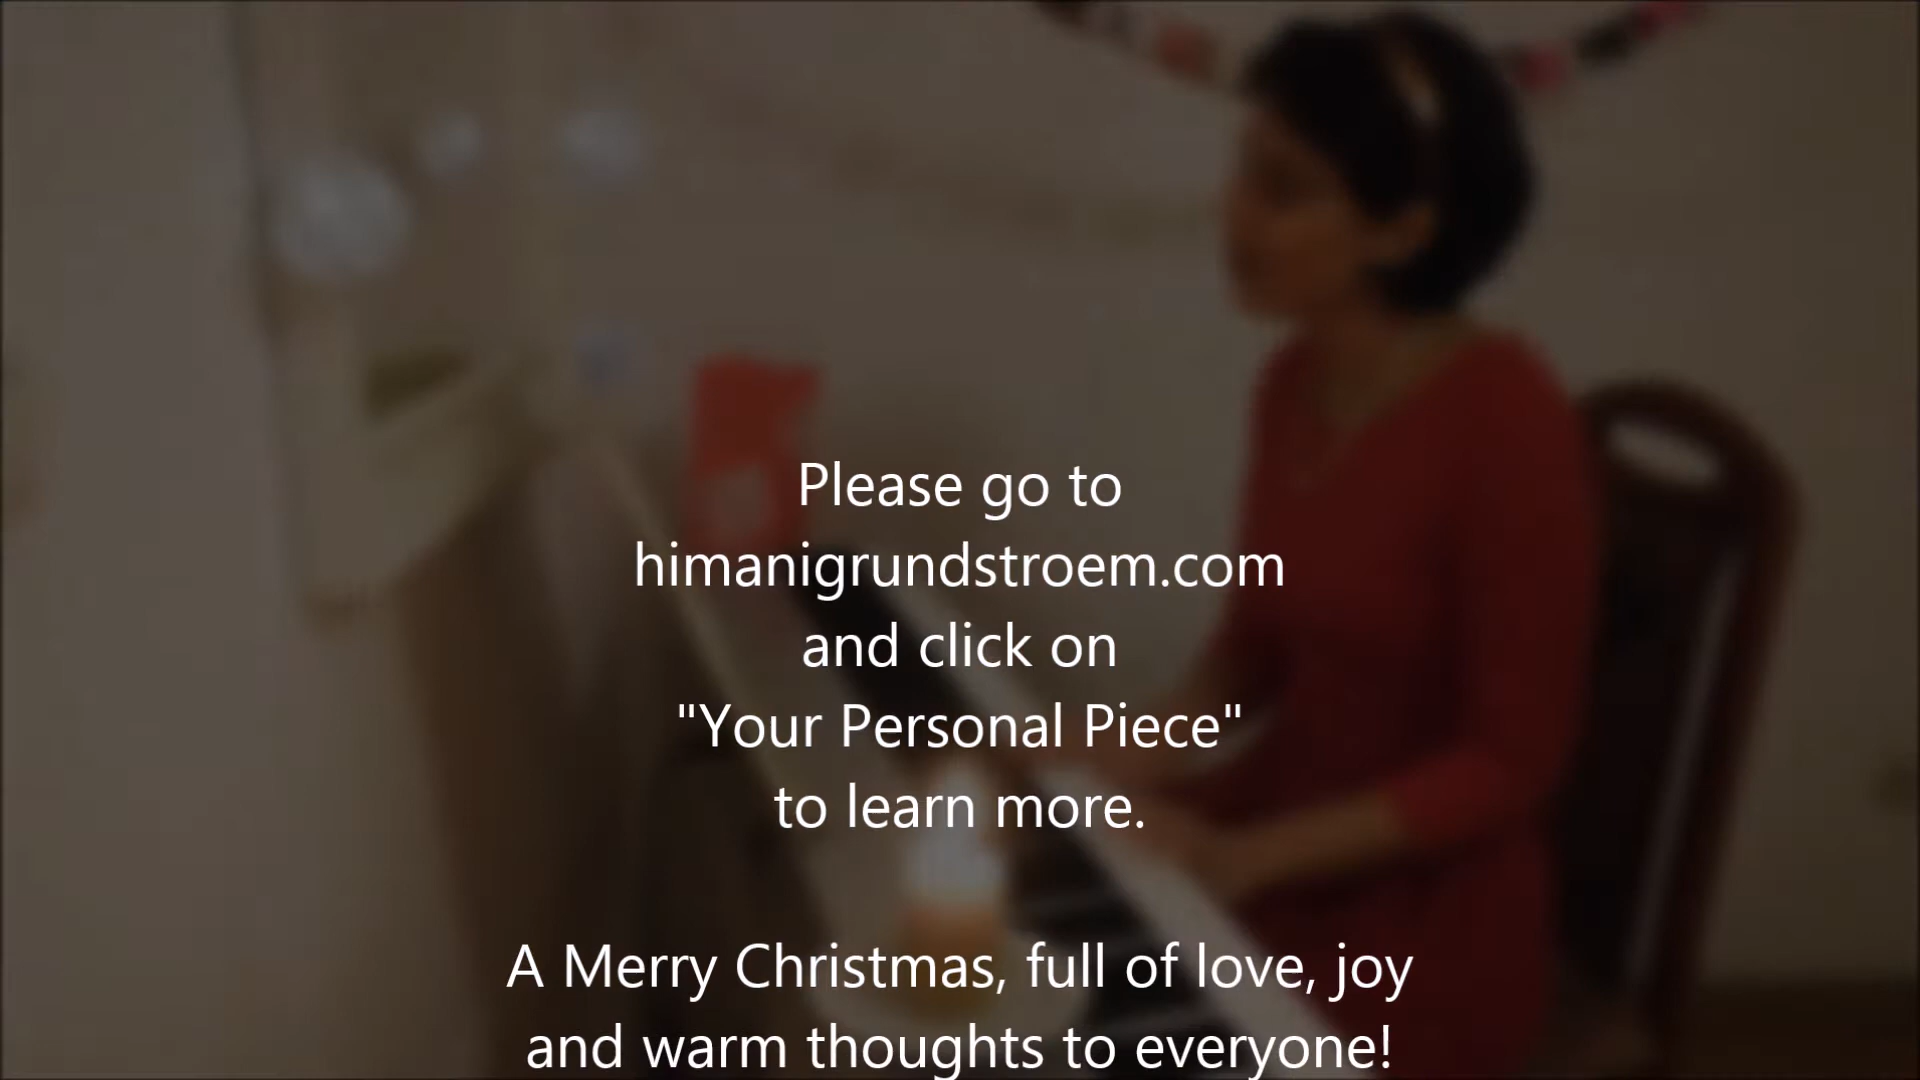 Please go to
himanigrundstroem.com
and click on
"Your Personal Piece"
to learn more.
A Merry Christmas, full of love, joy
and warm thoughts to everyone!